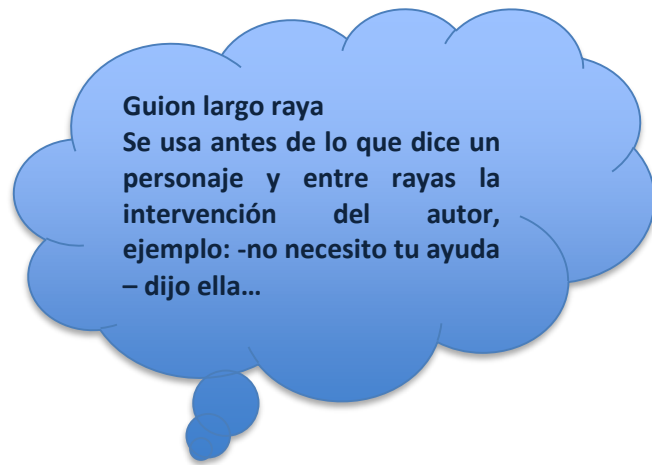 Guion largo raya
Se usa antes de lo que dice un
personaje y entre rayas la
intervención del autor,
ejemplo: -no necesito tu ayuda
– dijo ella…